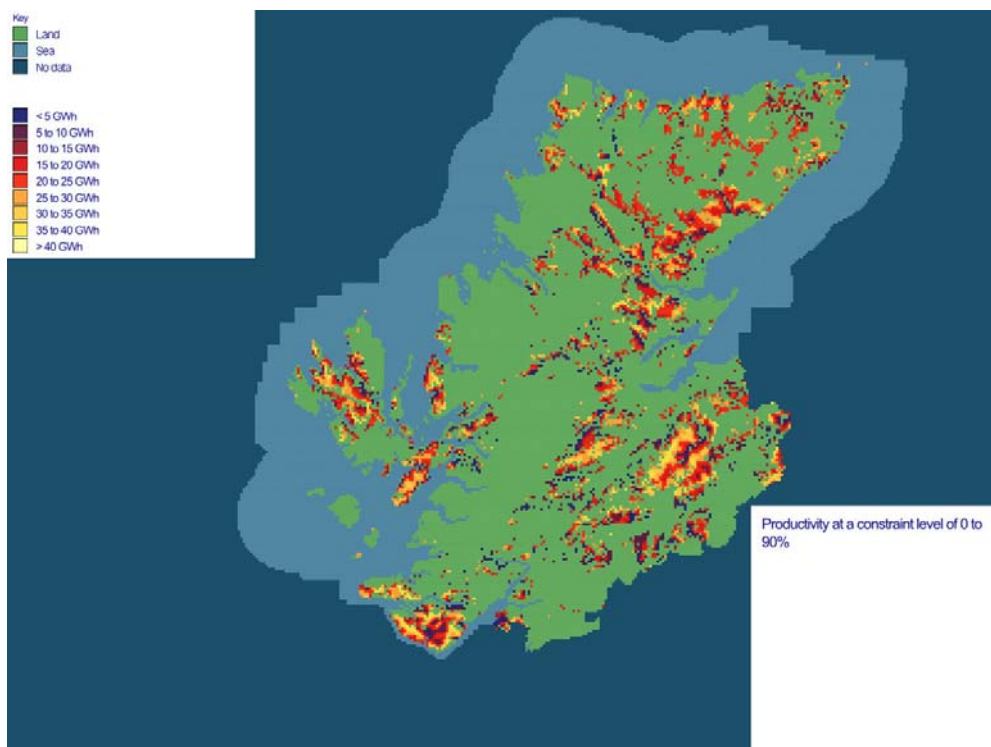 Key
Land
Sea
No data
< 5 GWh
5 to 10 GWh
10 to 15 GWh
15 to 20 GWh
20 to 25 GWh
25 to 30 GWh
30 to 35 GWh
35 to 40 GWh
> 40 GWh
Productivity at a constraint level of 0 to
90%